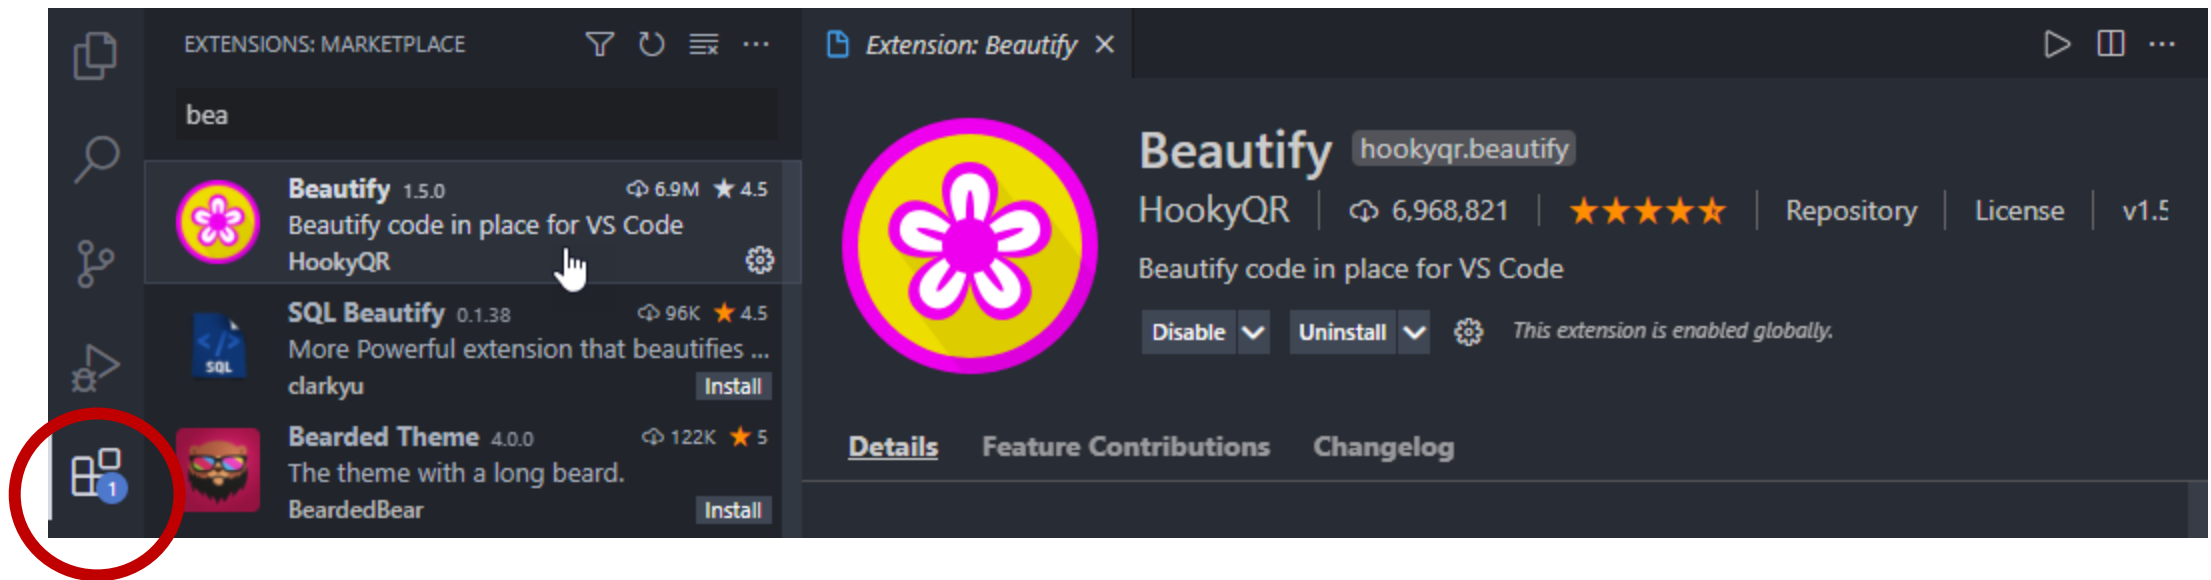 EXTENSIONS: MARKETPLACE
bea
Beautify 1.5.0 6.9M ★ 4.5
Beautify code in place for VS Code
HookyQR
</>
SQL
SQL Beautify 0.1.38 96K ★ 4.5
More Powerful extension that beautifies ...
clarkyu Install
Bearded Theme 4.0.0 122K ★ 5
The theme with a long beard.
BeardedBear Install
1
Extension: Beautify
Beautify hookyqr.beautify
HookyQR | 6,968,821 | ★★★★★ | Repository | License | v1.5
Beautify code in place for VS Code
Disable Uninstall This extension is enabled globally.
Details Feature Contributions Changelog